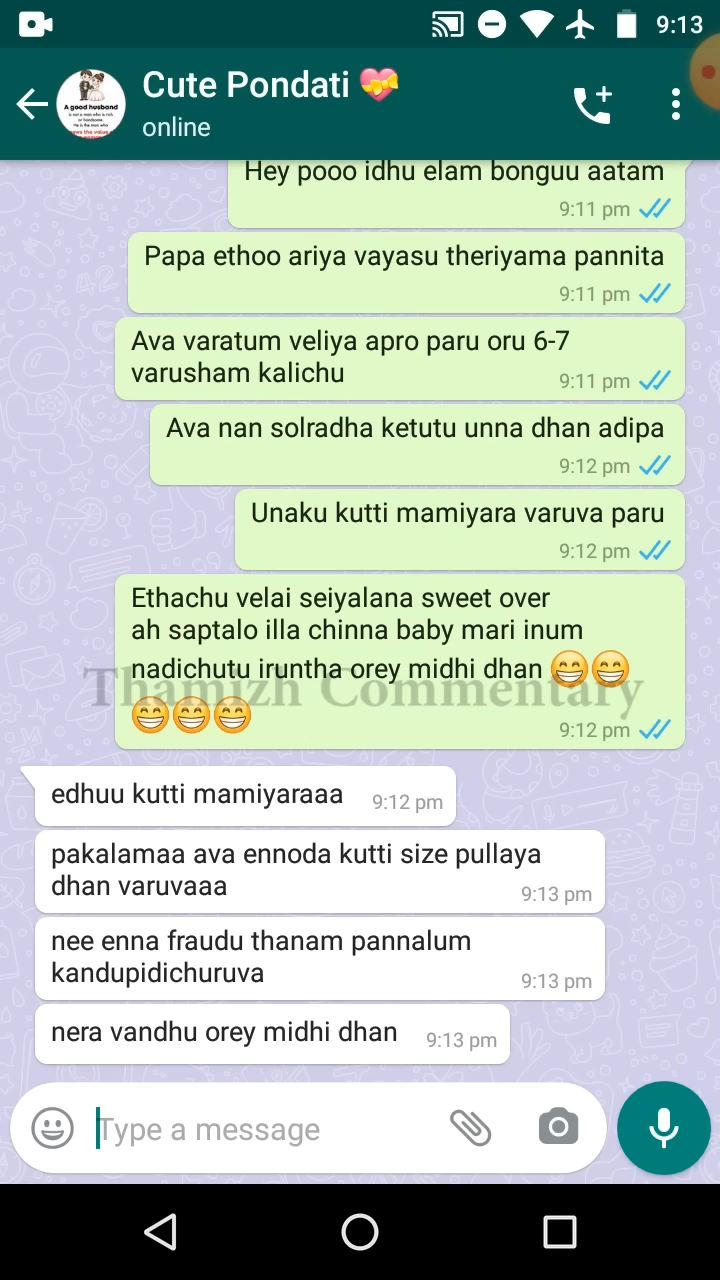 9:13
Cute Pondati 💝
online
A good husband
Hey pooo idhu elam bonguu aatam
9:11 pm
Papa ethoo ariya vayasu theriyama pannita
9:11 pm
Ava varatum veliya apro paru oru 6-7
varusham kalichu
9:11 pm
Ava nan solradha ketutu unna dhan adipa
9:12 pm
Unaku kutti mamiyara varuva paru
9:12 pm
Ethachu velai seiyalana sweet over
ah saptalo illa chinna baby mari inum
nadichutu iruntha orey midhi dhan 😁😁
😁😁😁
9:12 pm
Thamizh Commentary
edhuu kutti mamiyaraaa 9:12 pm
pakalamaa ava ennoda kutti size pullaya
dhan varuvaaa
9:13 pm
nee enna fraudu thanam pannalum
kandupidichuruva
9:13 pm
nera vandhu orey midhi dhan 9:13 pm
Type a message